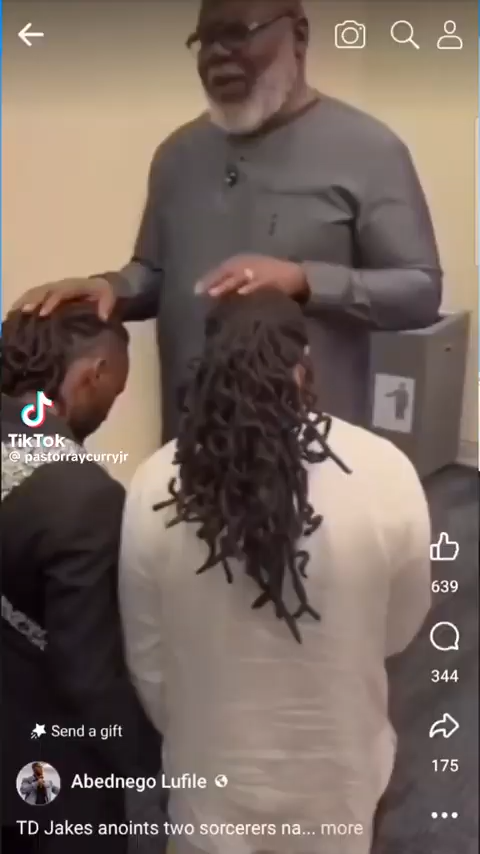 TikTok
@ pastorraycurryjr
639
344
175
Send a gift
Abednego Lufile
TD Jakes anoints two sorcerers na... more